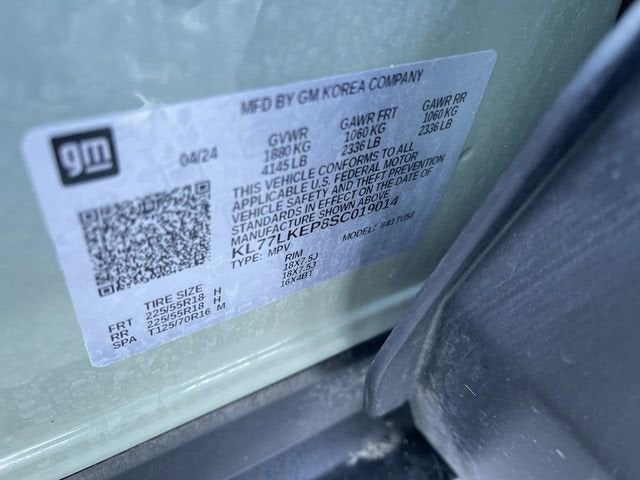 MFD BY GM KOREA COMPANY
gm
04/24
GVWR
1880 KG
4145 LB
GAWR FRT
1060 KG
2336 LB
GAWR RR
1060 KG
2336 LB
THIS VEHICLE CONFORMS TO ALL
APPLICABLE U.S. FEDERAL MOTOR
VEHICLE SAFETY AND THEFT PREVENTION
STANDARDS IN EFFECT ON THE DATE OF
MANUFACTURE SHOWN ABOVE.
KL77LKEP8SC019014
TYPE: MPV
MODEL:
TIRE SIZE
RIM
FRT 225/55R18 H 18X7.5J
RR 225/55R18 H 18X7.5J
SPA T125/70R16 M 16X4BT